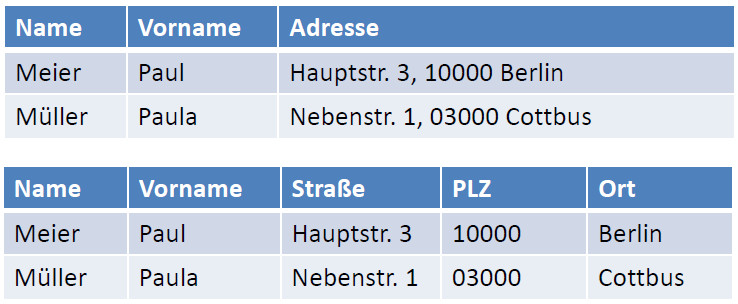 Name Vorname Adresse
Meier Paul Hauptstr. 3, 10000 Berlin
Müller Paula Nebenstr. 1, 03000 Cottbus
Name Vorname Straße PLZ Ort
Meier Paul Hauptstr. 3 10000 Berlin
Müller Paula Nebenstr. 1 03000 Cottbus